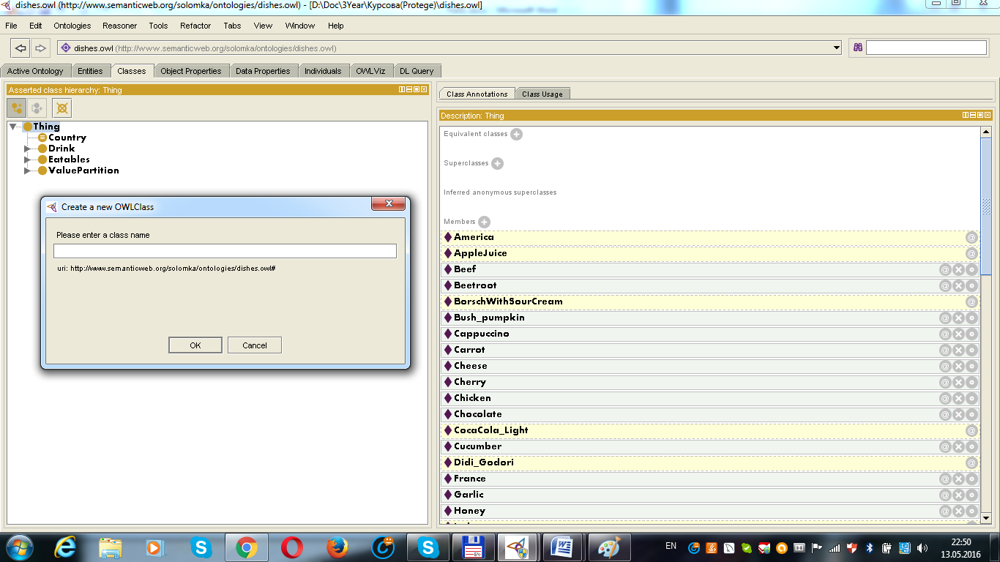 dishes.owl (http://www.semanticweb.org/solomka/ontologies/dishes.owl) - [D:\Doc\3Year\Курсова(Protege)\dishes.owl]
File Edit Ontologies Reasoner Tools Refactor Tabs View Window Help
dishes.owl (http://www.semanticweb.org/solomka/ontologies/dishes.owl)
Active Ontology Entities Classes Object Properties Data Properties Individuals OWLViz DL Query
Asserted class hierarchy: Thing
Thing
Country
Drink
Eatables
ValuePartition
Create a new OWLClass
Please enter a class name
uri: http://www.semanticweb.org/solomka/ontologies/dishes.owl#
OK Cancel
Class Annotations Class Usage
Description: Thing
Equivalent classes
Superclasses
Inferred anonymous superclasses
Members
America
AppleJuice
Beef
Beetroot
BorschWithSourCream
Bush_pumpkin
Cappuccino
Carrot
Cheese
Cherry
Chicken
Chocolate
CocaCola_Light
Cucumber
Didi_Godori
France
Garlic
Honey
EN
22:50
13.05.2016